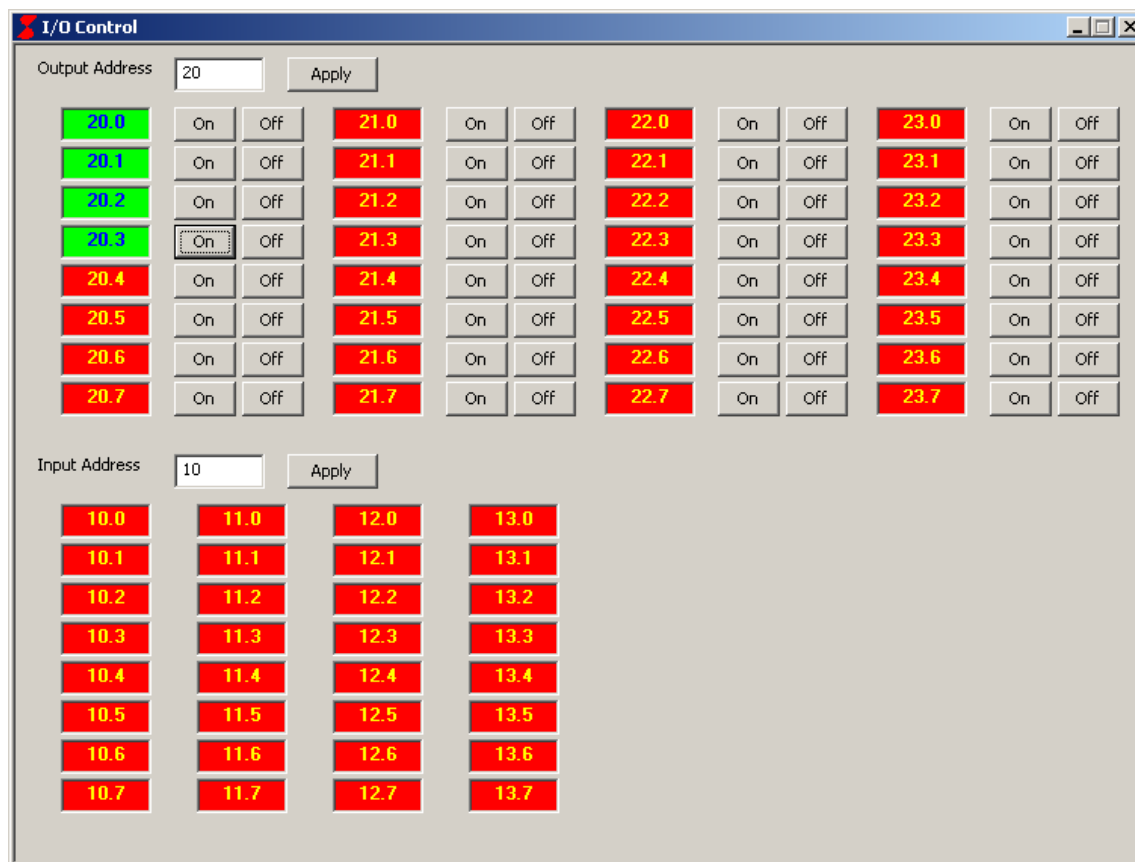 I/O Control
Output Address 20 Apply
20.0 On Off 21.0 On Off 22.0 On Off 23.0 On Off
20.1 On Off 21.1 On Off 22.1 On Off 23.1 On Off
20.2 On Off 21.2 On Off 22.2 On Off 23.2 On Off
20.3 On Off 21.3 On Off 22.3 On Off 23.3 On Off
20.4 On Off 21.4 On Off 22.4 On Off 23.4 On Off
20.5 On Off 21.5 On Off 22.5 On Off 23.5 On Off
20.6 On Off 21.6 On Off 22.6 On Off 23.6 On Off
20.7 On Off 21.7 On Off 22.7 On Off 23.7 On Off
Input Address 10 Apply
10.0 11.0 12.0 13.0
10.1 11.1 12.1 13.1
10.2 11.2 12.2 13.2
10.3 11.3 12.3 13.3
10.4 11.4 12.4 13.4
10.5 11.5 12.5 13.5
10.6 11.6 12.6 13.6
10.7 11.7 12.7 13.7